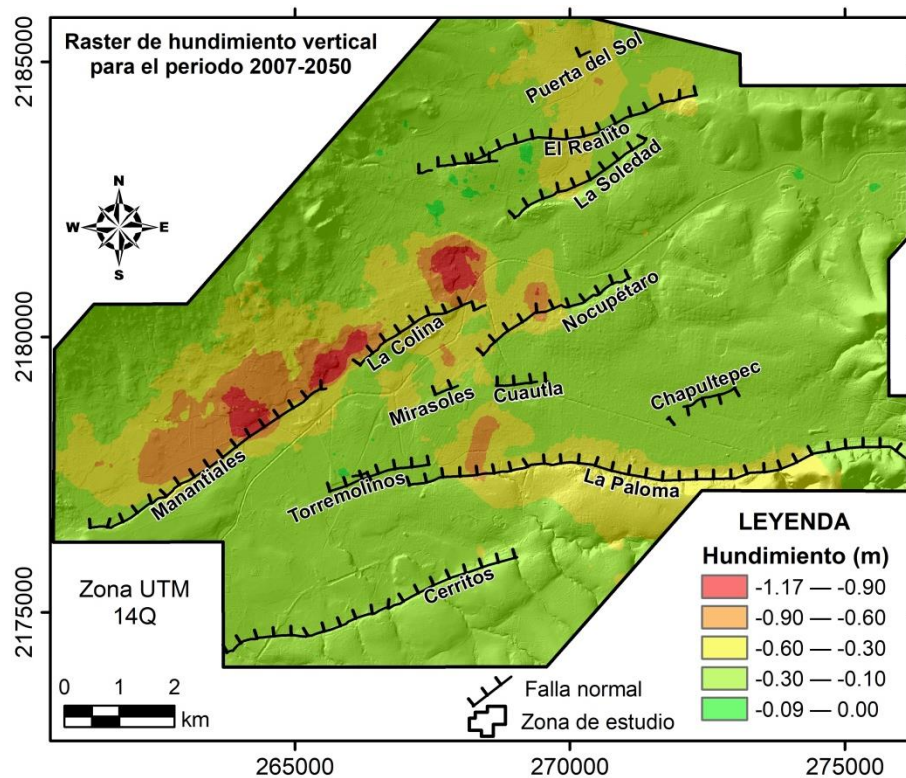 Raster de hundimiento vertical
para el periodo 2007-2050
2185000
2180000
2175000
N
W
E
S
Puerta del Sol
El Realito
La Soledad
La Colina
Nocupétaro
Mirasoles
Cuautla
Chapultepec
Manantiales
Torremolinos
La Paloma
Cerritos
Zona UTM
14Q
0 1 2
km
Falla normal
Zona de estudio
LEYENDA
Hundimiento (m)
-1.17 — -0.90
-0.90 — -0.60
-0.60 — -0.30
-0.30 — -0.10
-0.09 — 0.00
265000
270000
275000